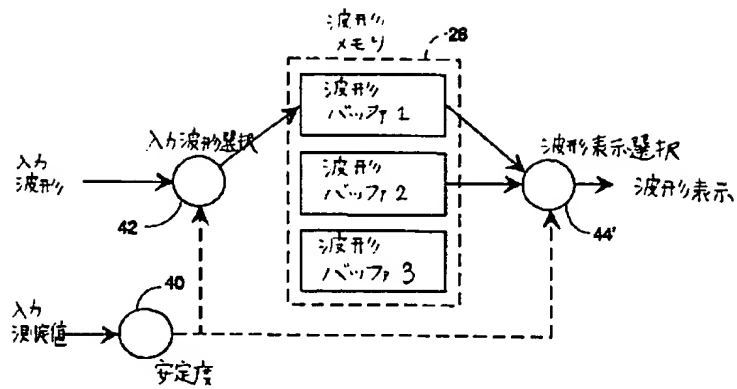 波形
メモリ
28
波形
バッファ 1
入力波形選択
波形表示選択
入力
波形
波形
バッファ 2
波形表示
42
44'
波形
バッファ 3
40
入力
測定値
安定度